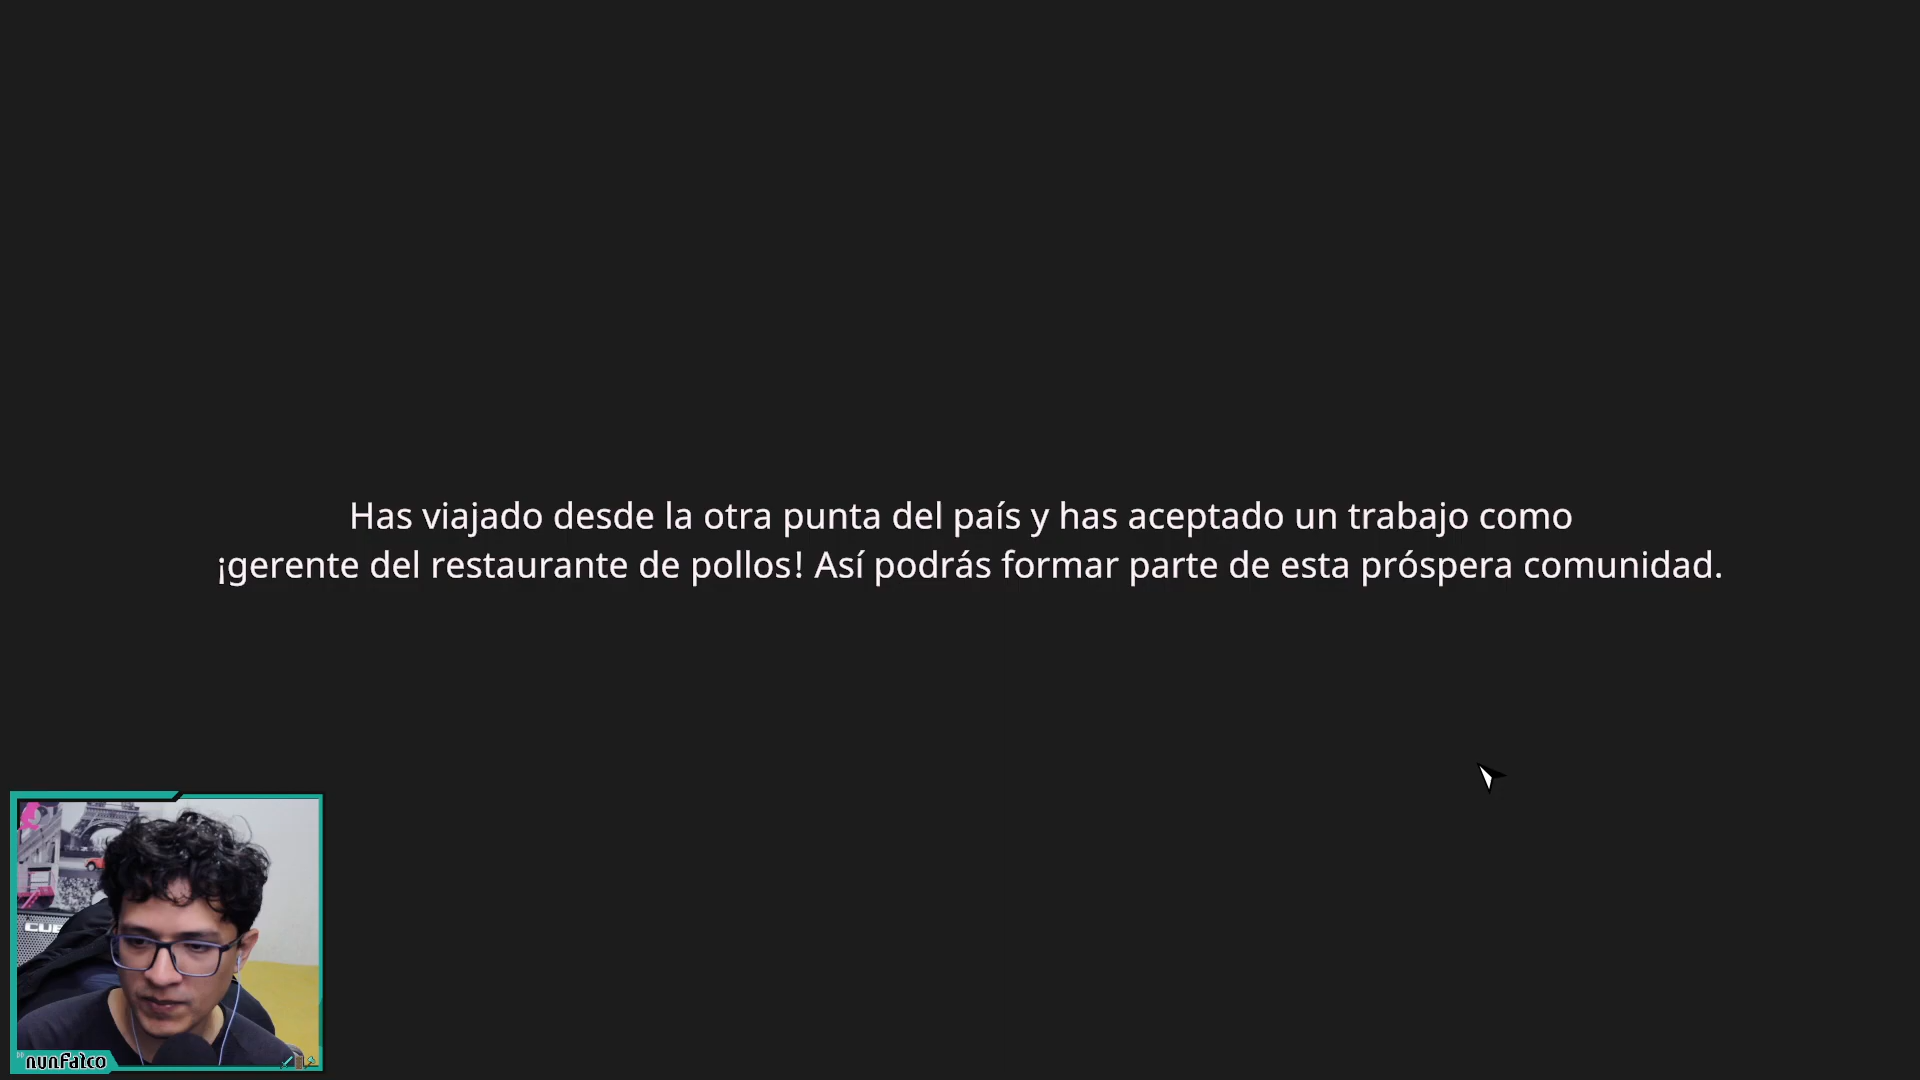 Has viajado desde la otra punta del país y has aceptado un trabajo como
¡gerente del restaurante de pollos! Así podrás formar parte de esta próspera comunidad.
CUB
nunfalco